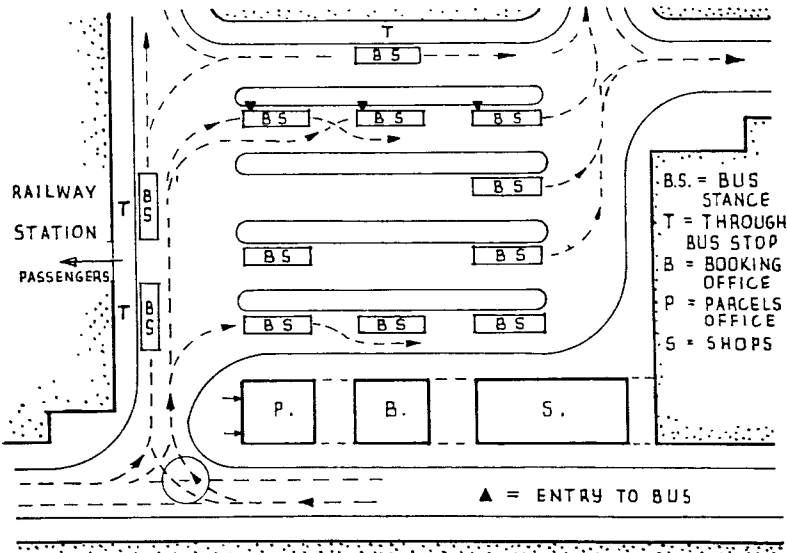 T
B S
B S
B S
B S
B S
T
B S
RAILWAY
STATION
PASSENGERS
T
B S
B S
B S
B S
B S
B S
B.S. = BUS
STANCE
T = THROUGH
BUS STOP
B = BOOKING
OFFICE
P = PARCELS
OFFICE
S = SHOPS
P.
B.
S.
▲ = ENTRY TO BUS